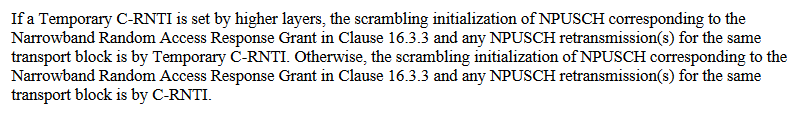 If a Temporary C-RNTI is set by higher layers, the scrambling initialization of NPUSCH corresponding to the
Narrowband Random Access Response Grant in Clause 16.3.3 and any NPUSCH retransmission(s) for the same
transport block is by Temporary C-RNTI. Otherwise, the scrambling initialization of NPUSCH corresponding to the
Narrowband Random Access Response Grant in Clause 16.3.3 and any NPUSCH retransmission(s) for the same
transport block is by C-RNTI.